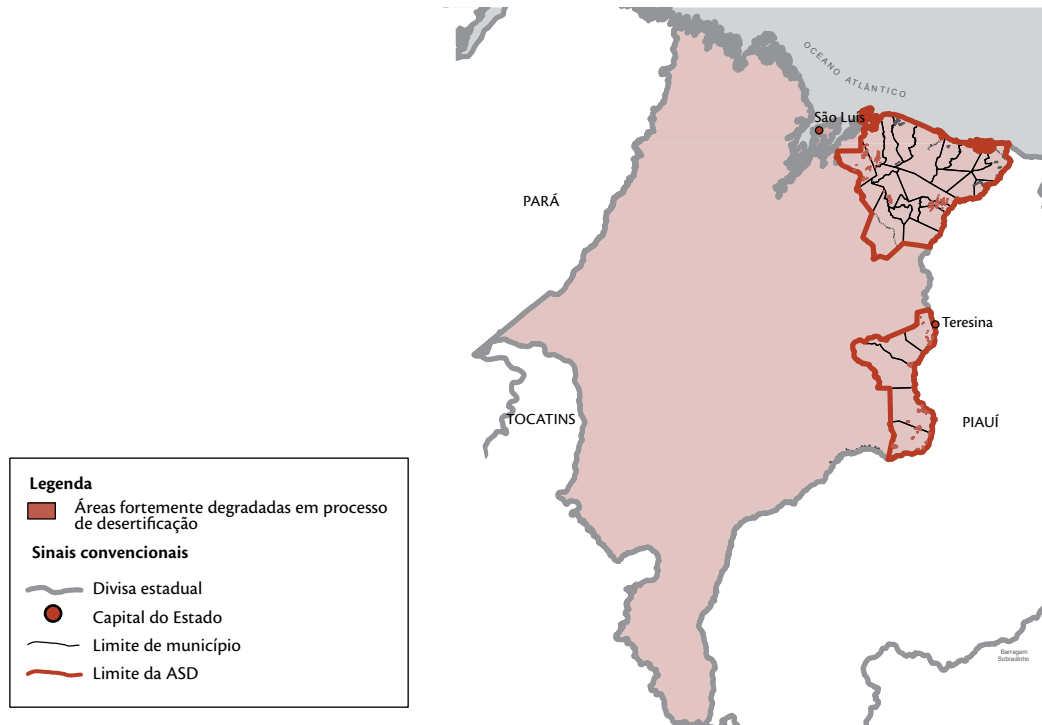 OCEANO ATLÂNTICO
São Luís
PARÁ
Teresina
TOCATINS
PIAUÍ
Legenda
Áreas fortemente degradadas em processo
de desertificação
Sinais convencionais
Divisa estadual
Capital do Estado
Limite de município
Limite da ASD
Barragem
Sobradinho